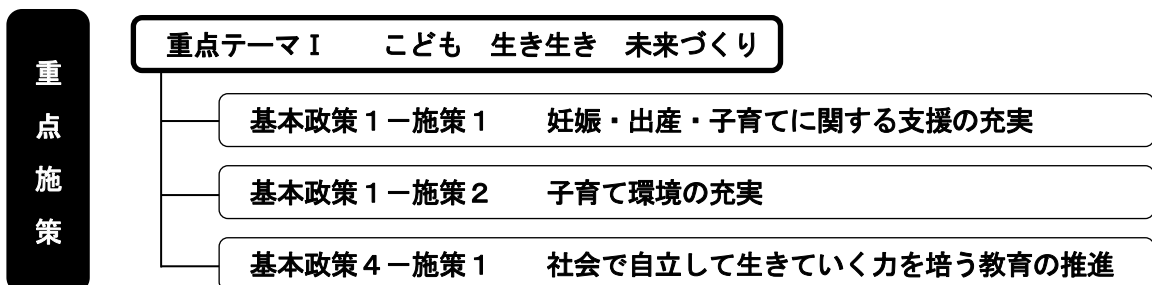 重点施策
重点テーマⅠ　　こども　生き生き　未来づくり
基本政策１－施策１　　妊娠・出産・子育てに関する支援の充実
基本政策１－施策２　　子育て環境の充実
基本政策４－施策１　　社会で自立して生きていく力を培う教育の推進